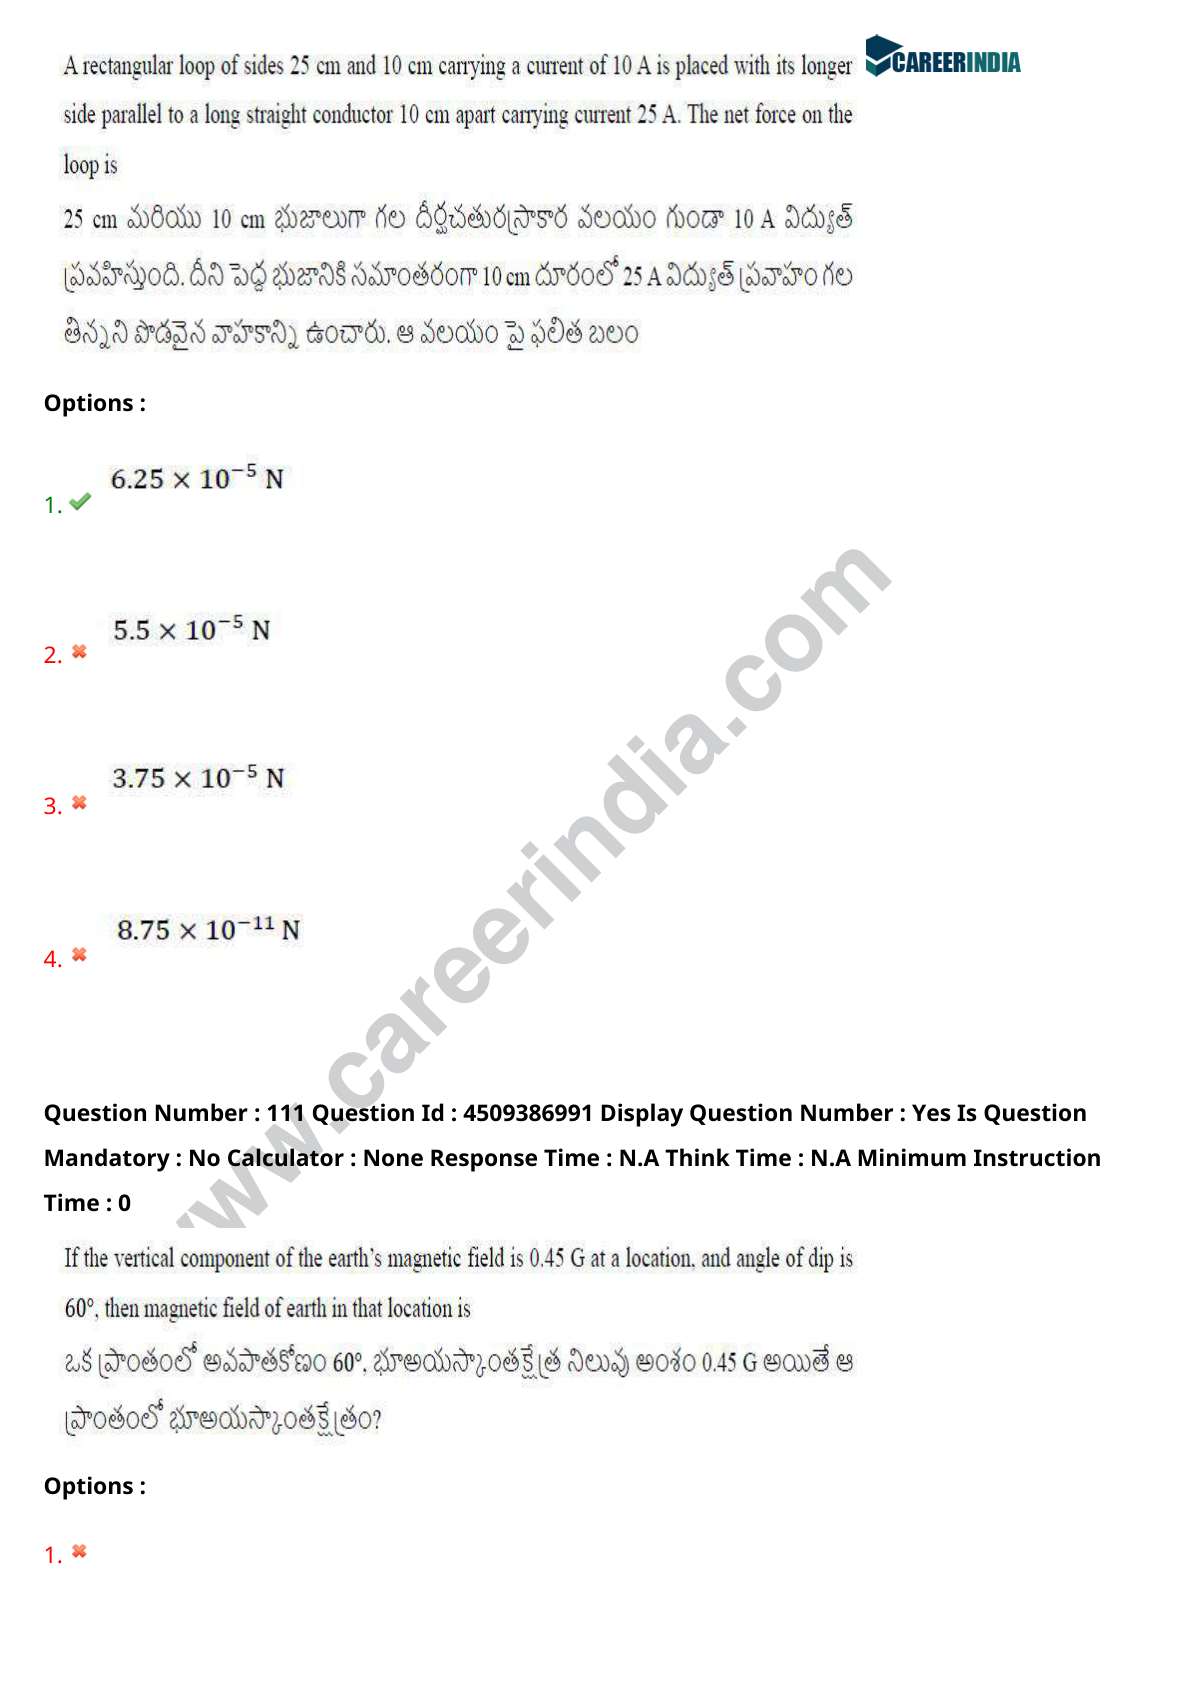 CAREERINDIA
A rectangular loop of sides 25 cm and 10 cm carrying a current of 10 A is placed with its longer
side parallel to a long straight conductor 10 cm apart carrying current 25 A. The net force on the
loop is
25 cm మరియు 10 cm భుజాలుగా గల దీర్ఘచతురస్రాకార వలయం గుండా 10 A విద్యుత్
ప్రవహిస్తుంది. దీని పెద్ద భుజానికి సమాంతరంగా 10 cm దూరంలో 25 A విద్యుత్ ప్రవాహం గల
తిన్నని పొడవైన వాహకాన్ని ఉంచారు. ఆ వలయం పై ఫలిత బలం
Options :
1. 6.25 × 10⁻⁵ N
2. 5.5 × 10⁻⁵ N
3. 3.75 × 10⁻⁵ N
4. 8.75 × 10⁻¹¹ N
www.careerindia.com
Question Number : 111 Question Id : 4509386991 Display Question Number : Yes Is Question
Mandatory : No Calculator : None Response Time : N.A Think Time : N.A Minimum Instruction
Time : 0
If the vertical component of the earth's magnetic field is 0.45 G at a location, and angle of dip is
60°, then magnetic field of earth in that location is
ఒక ప్రాంతంలో అవపాతకోణం 60°, భూఅయస్కాంతక్షేత్ర నిలువు అంశం 0.45 G అయితే ఆ
ప్రాంతంలో భూఅయస్కాంతక్షేత్రం?
Options :
1.